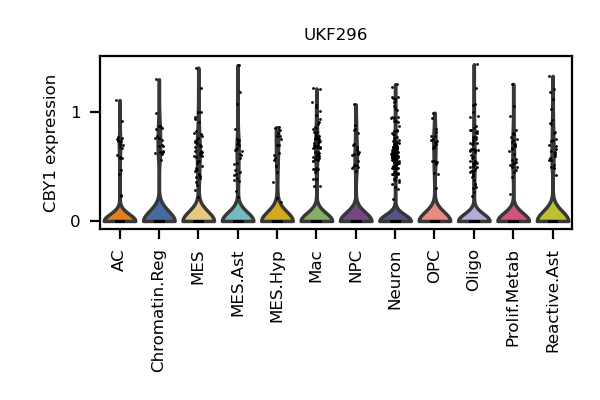 UKF296
CBY1 expression
1
0
AC
Chromatin.Reg
MES
MES.Ast
MES.Hyp
Mac
NPC
Neuron
OPC
Oligo
Prolif.Metab
Reactive.Ast